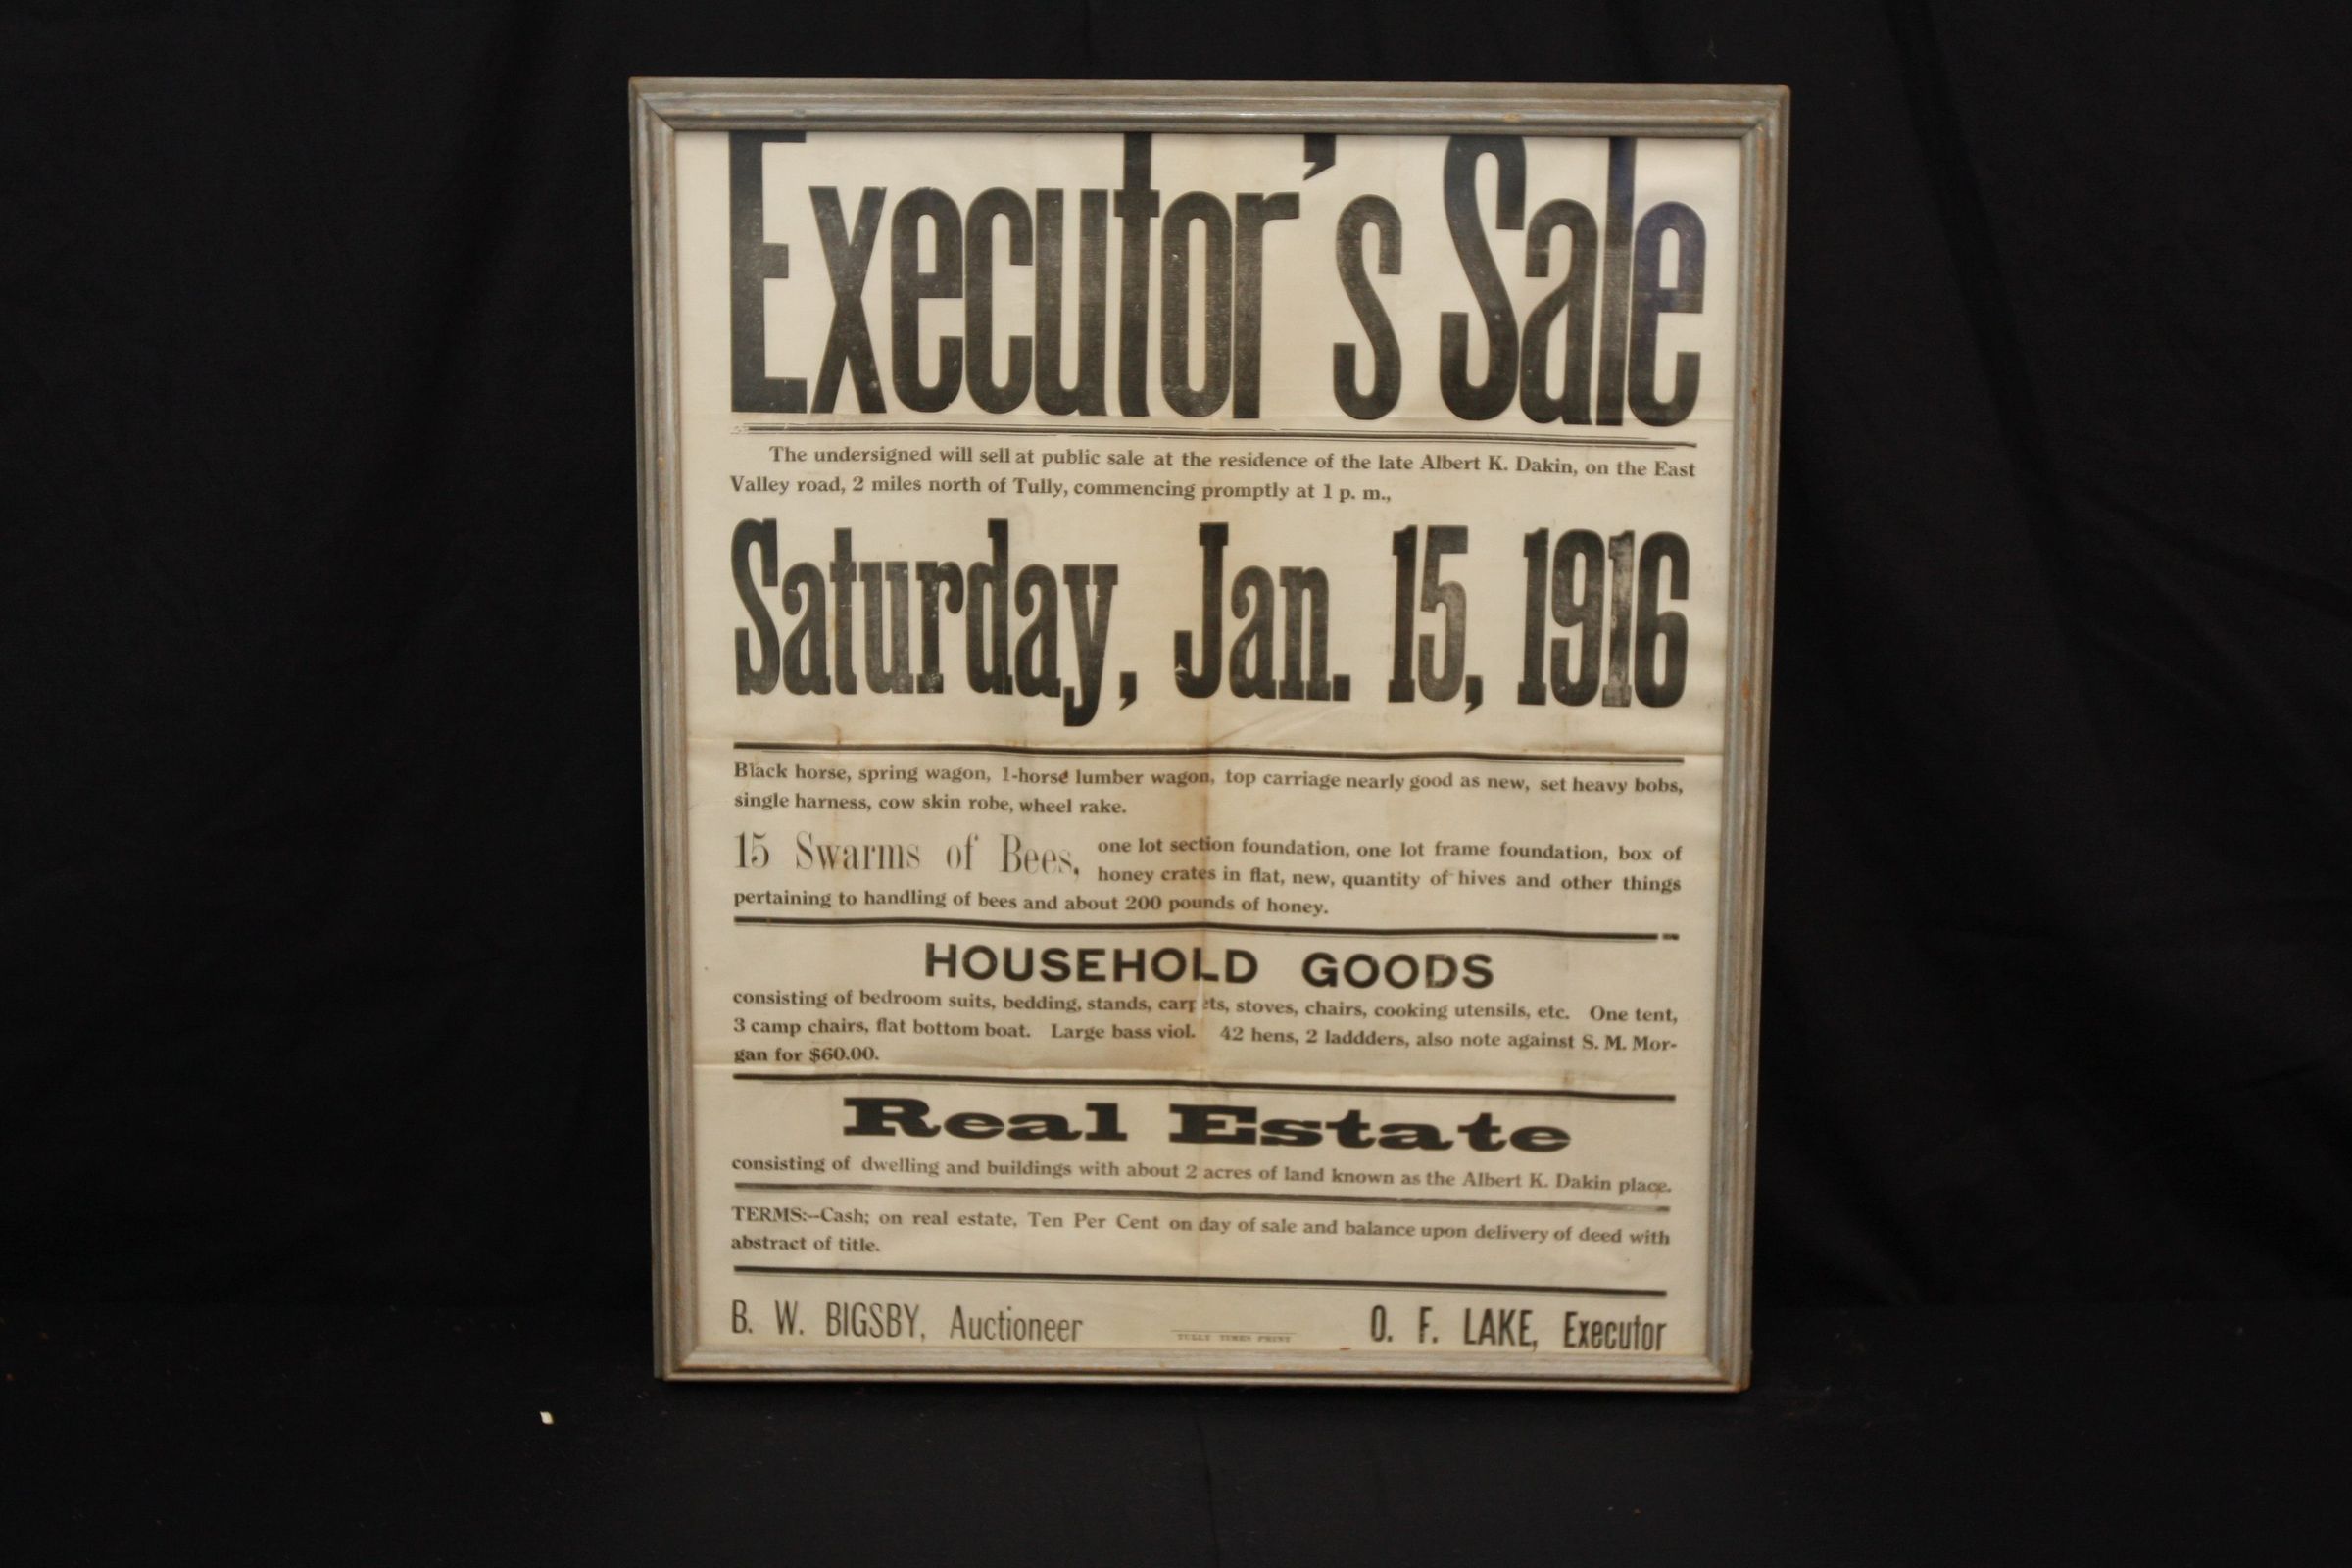 Executor's Sale
The undersigned will sell at public sale at the residence of the late Albert K. Dakin, on the East
Valley road, 2 miles north of Tully, commencing promptly at 1 p. m.,
Saturday, Jan. 15, 1916
Black horse, spring wagon, 1-horse lumber wagon, top carriage nearly good as new, set heavy bobs,
single harness, cow skin robe, wheel rake.
15 Swarms of Bees, one lot section foundation, one lot frame foundation, box of
honey crates in flat, new, quantity of hives and other things
pertaining to handling of bees and about 200 pounds of honey.
HOUSEHOLD GOODS
consisting of bedroom suits, bedding, stands, carpets, stoves, chairs, cooking utensils, etc. One tent,
3 camp chairs, flat bottom boat. Large bass viol. 42 hens, 2 laddders, also note against S. M. Mor-
gan for $60.00.
Real Estate
consisting of dwelling and buildings with about 2 acres of land known as the Albert K. Dakin place.
TERMS:--Cash; on real estate, Ten Per Cent on day of sale and balance upon delivery of deed with
abstract of title.
B. W. BIGSBY, Auctioneer
TULLY TIMES PRINT
O. F. LAKE, Executor